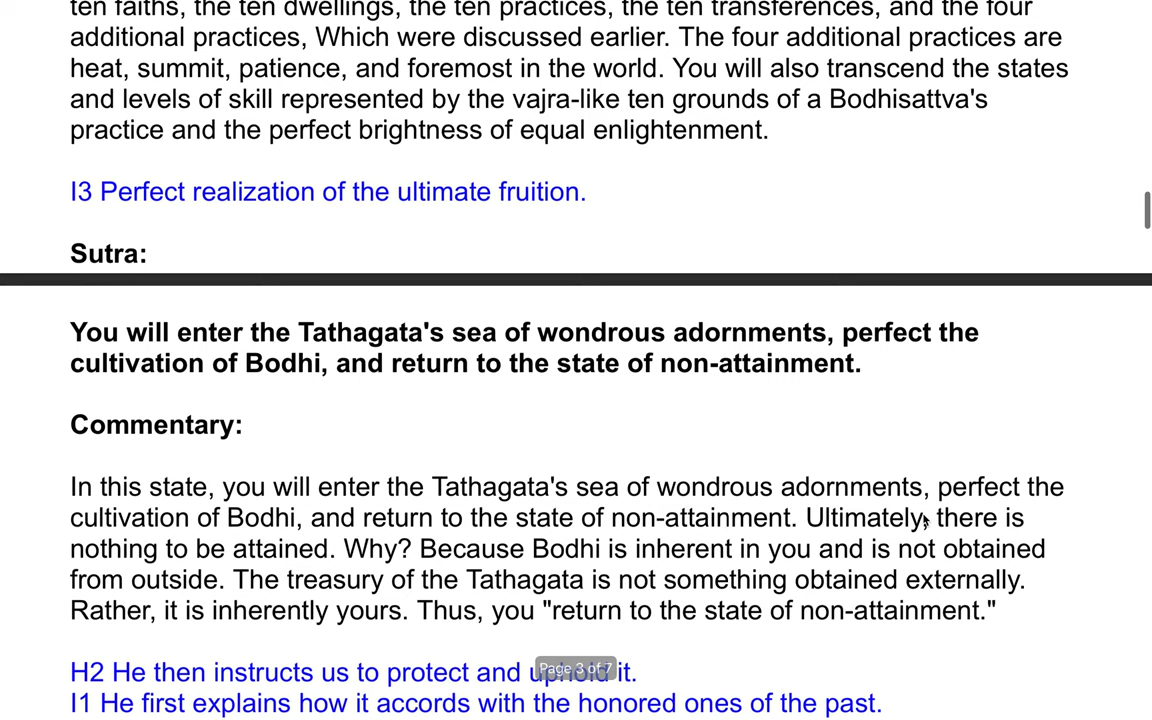 ten faiths, the ten dwellings, the ten practices, the ten transferences, and the four
additional practices, Which were discussed earlier. The four additional practices are
heat, summit, patience, and foremost in the world. You will also transcend the states
and levels of skill represented by the vajra-like ten grounds of a Bodhisattva's
practice and the perfect brightness of equal enlightenment.
I3 Perfect realization of the ultimate fruition.
Sutra:
You will enter the Tathagata's sea of wondrous adornments, perfect the
cultivation of Bodhi, and return to the state of non-attainment.
Commentary:
In this state, you will enter the Tathagata's sea of wondrous adornments, perfect the
cultivation of Bodhi, and return to the state of non-attainment. Ultimately, there is
nothing to be attained. Why? Because Bodhi is inherent in you and is not obtained
from outside. The treasury of the Tathagata is not something obtained externally.
Rather, it is inherently yours. Thus, you "return to the state of non-attainment."
H2 He then instructs us to protect and uphold it.
Page 3 of 7
I1 He first explains how it accords with the honored ones of the past.